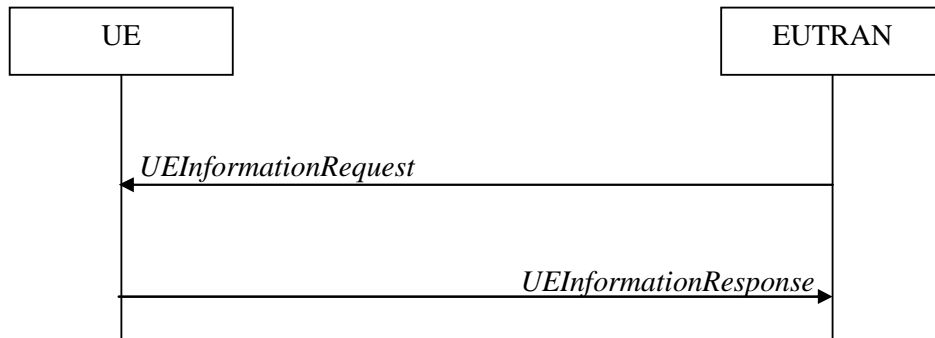 UE
EUTRAN
UEInformationRequest
UEInformationResponse